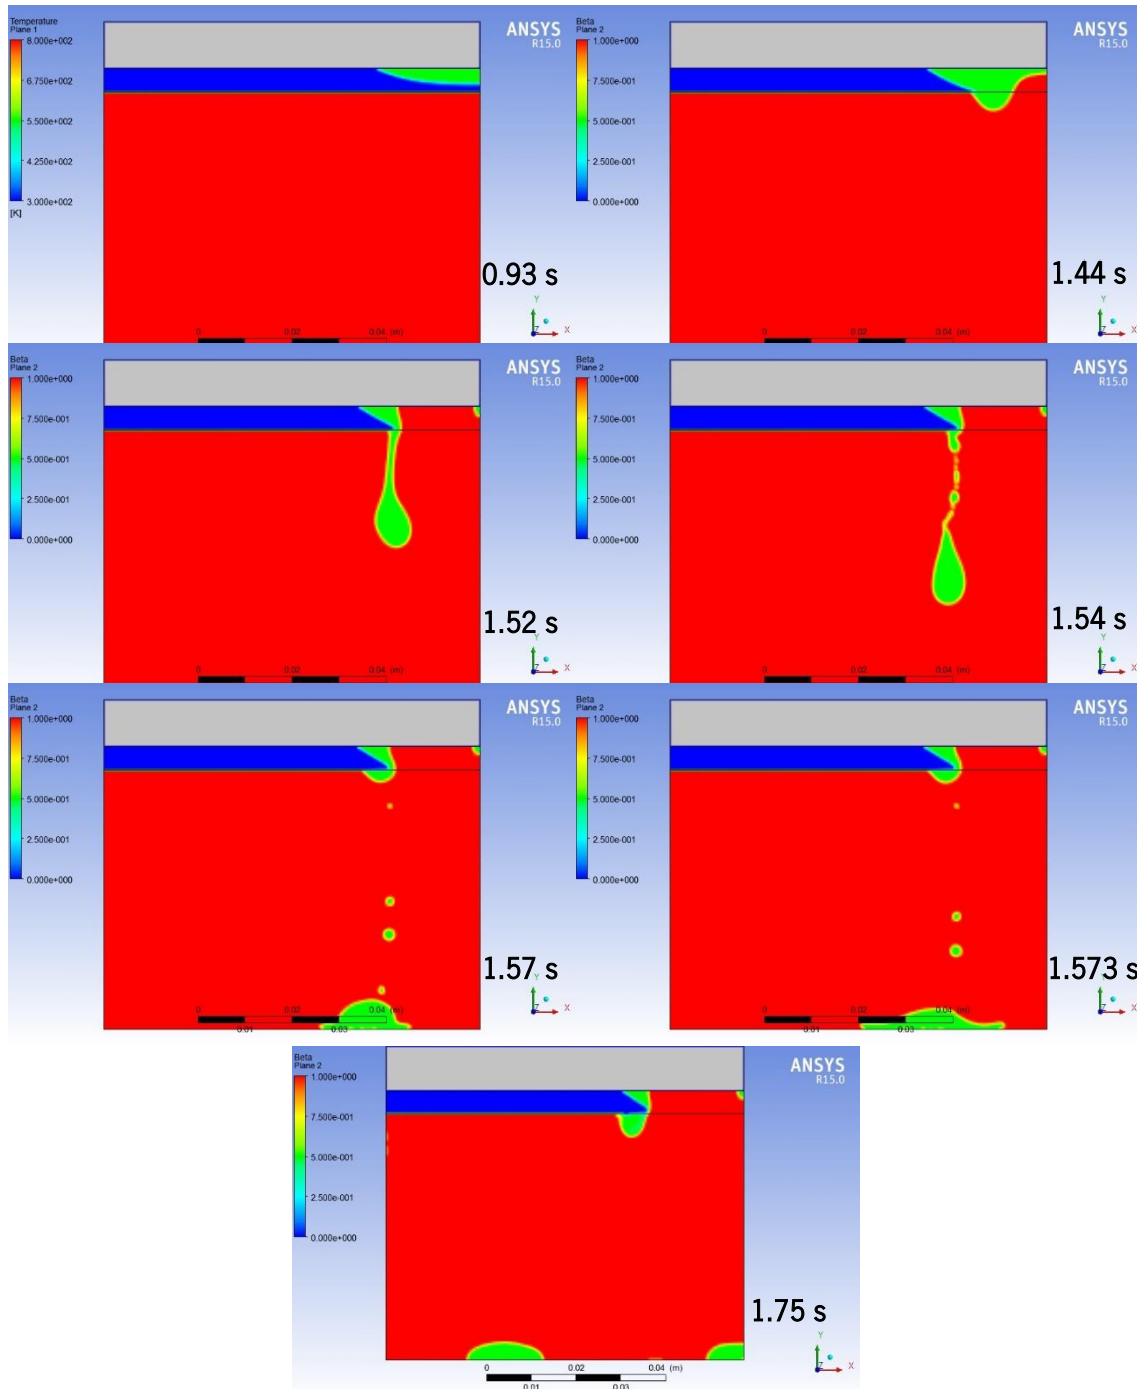 Temperature
Plane 1
8.000e+002
6.750e+002
5.500e+002
4.250e+002
3.000e+002
[K]
ANSYS
R15.0
0.93 s
0 0.02 0.04 (m)
Y
Z X
Beta
Plane 2
1.000e+000
7.500e-001
5.000e-001
2.500e-001
0.000e+000
ANSYS
R15.0
1.44 s
0 0.02 0.04 (m)
Y
Z X
Beta
Plane 2
1.000e+000
7.500e-001
5.000e-001
2.500e-001
0.000e+000
ANSYS
R15.0
1.52 s
0 0.02 0.04 (m)
Y
Z X
Beta
Plane 2
1.000e+000
7.500e-001
5.000e-001
2.500e-001
0.000e+000
ANSYS
R15.0
1.54 s
0 0.02 0.04 (m)
Y
Z X
Beta
Plane 2
1.000e+000
7.500e-001
5.000e-001
2.500e-001
0.000e+000
ANSYS
R15.0
1.57 s
0 0.04 (m)
0.01 0.03
Y
Z X
Beta
Plane 2
1.000e+000
7.500e-001
5.000e-001
2.500e-001
0.000e+000
ANSYS
R15.0
1.573 s
0 0.04 (m)
0.01 0.03
Y
Z X
Beta
Plane 2
1.000e+000
7.500e-001
5.000e-001
2.500e-001
0.000e+000
ANSYS
R15.0
1.75 s
0 0.02 0.04 (m)
0.01 0.03
Y
Z X